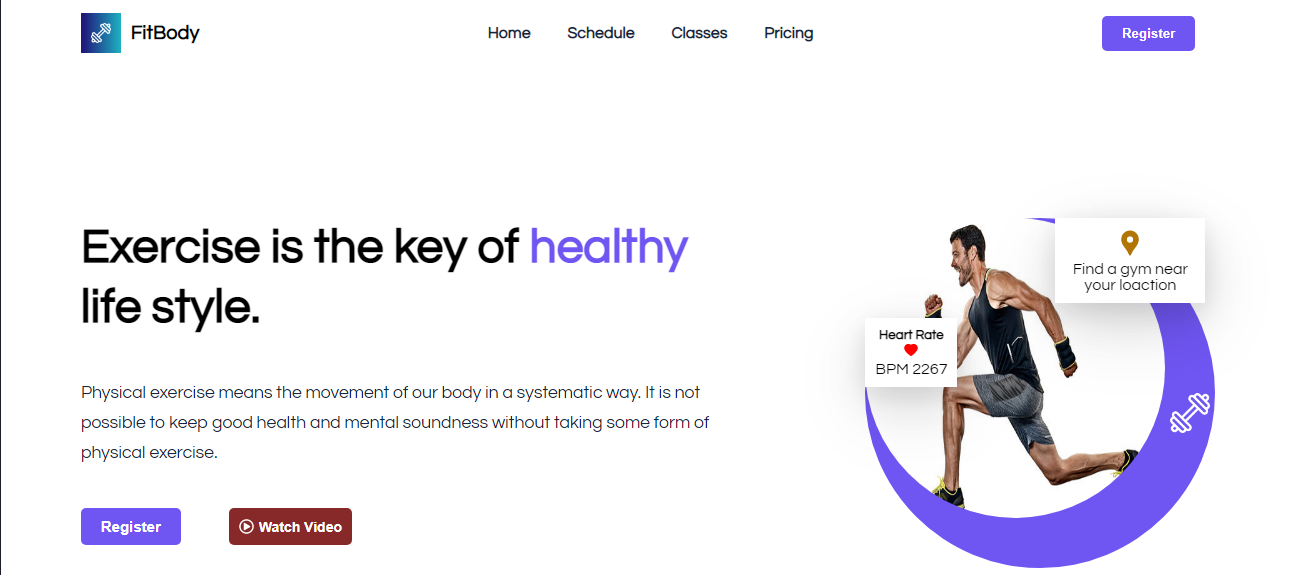 FitBody
Home Schedule Classes Pricing
Register
Exercise is the key of healthy
life style.
Physical exercise means the movement of our body in a systematic way. It is not
possible to keep good health and mental soundness without taking some form of
physical exercise.
Register
Watch Video
Find a gym near
your loaction
Heart Rate
BPM 2267